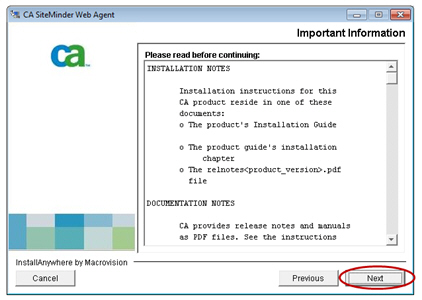 CA SiteMinder Web Agent
Important Information
ca
Please read before continuing:
INSTALLATION NOTES
Installation instructions for this
CA product reside in one of these
documents:
o The product's Installation Guide
o The product guide's installation
chapter
o The relnotes<product_version>.pdf
file
DOCUMENTATION NOTES
CA provides release notes and manuals
as PDF files. See the instructions
InstallAnywhere by Macrovision
Cancel
Previous
Next